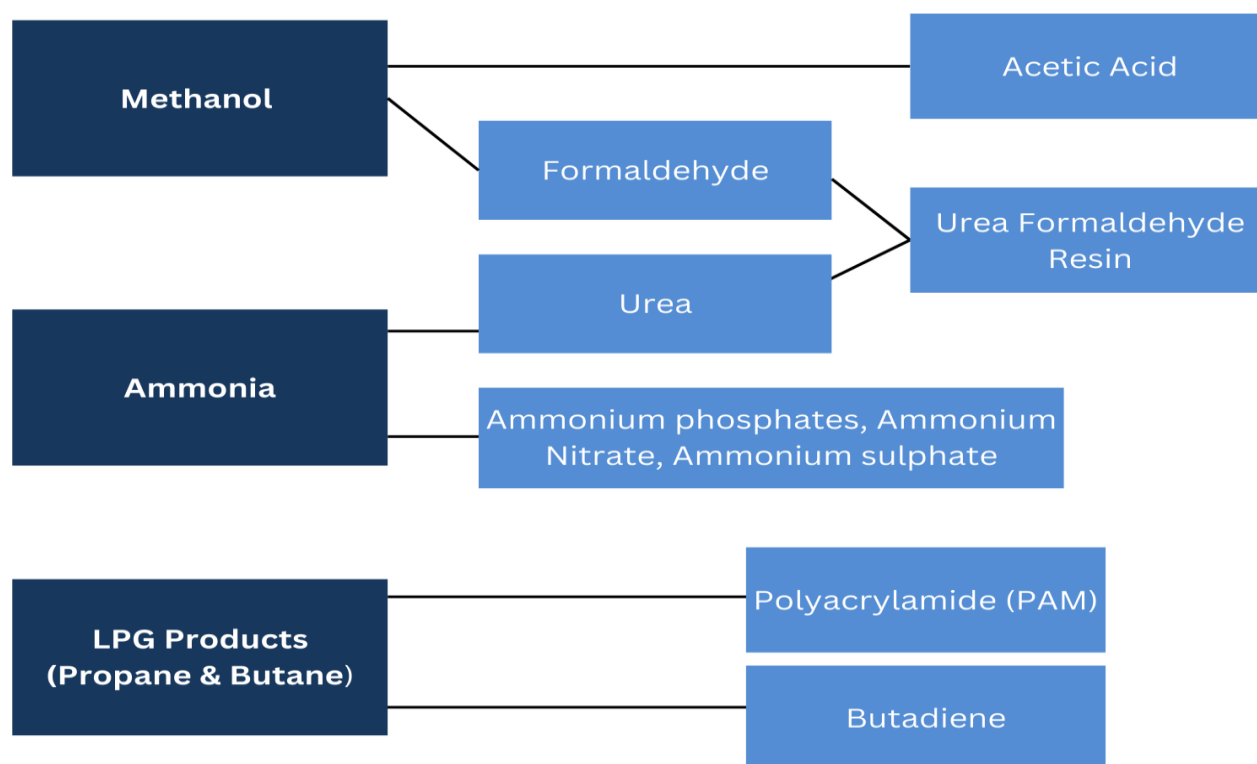 Methanol
Acetic Acid
Formaldehyde
Urea Formaldehyde
Resin
Urea
Ammonia
Ammonium phosphates, Ammonium
Nitrate, Ammonium sulphate
LPG Products
(Propane & Butane)
Polyacrylamide (PAM)
Butadiene